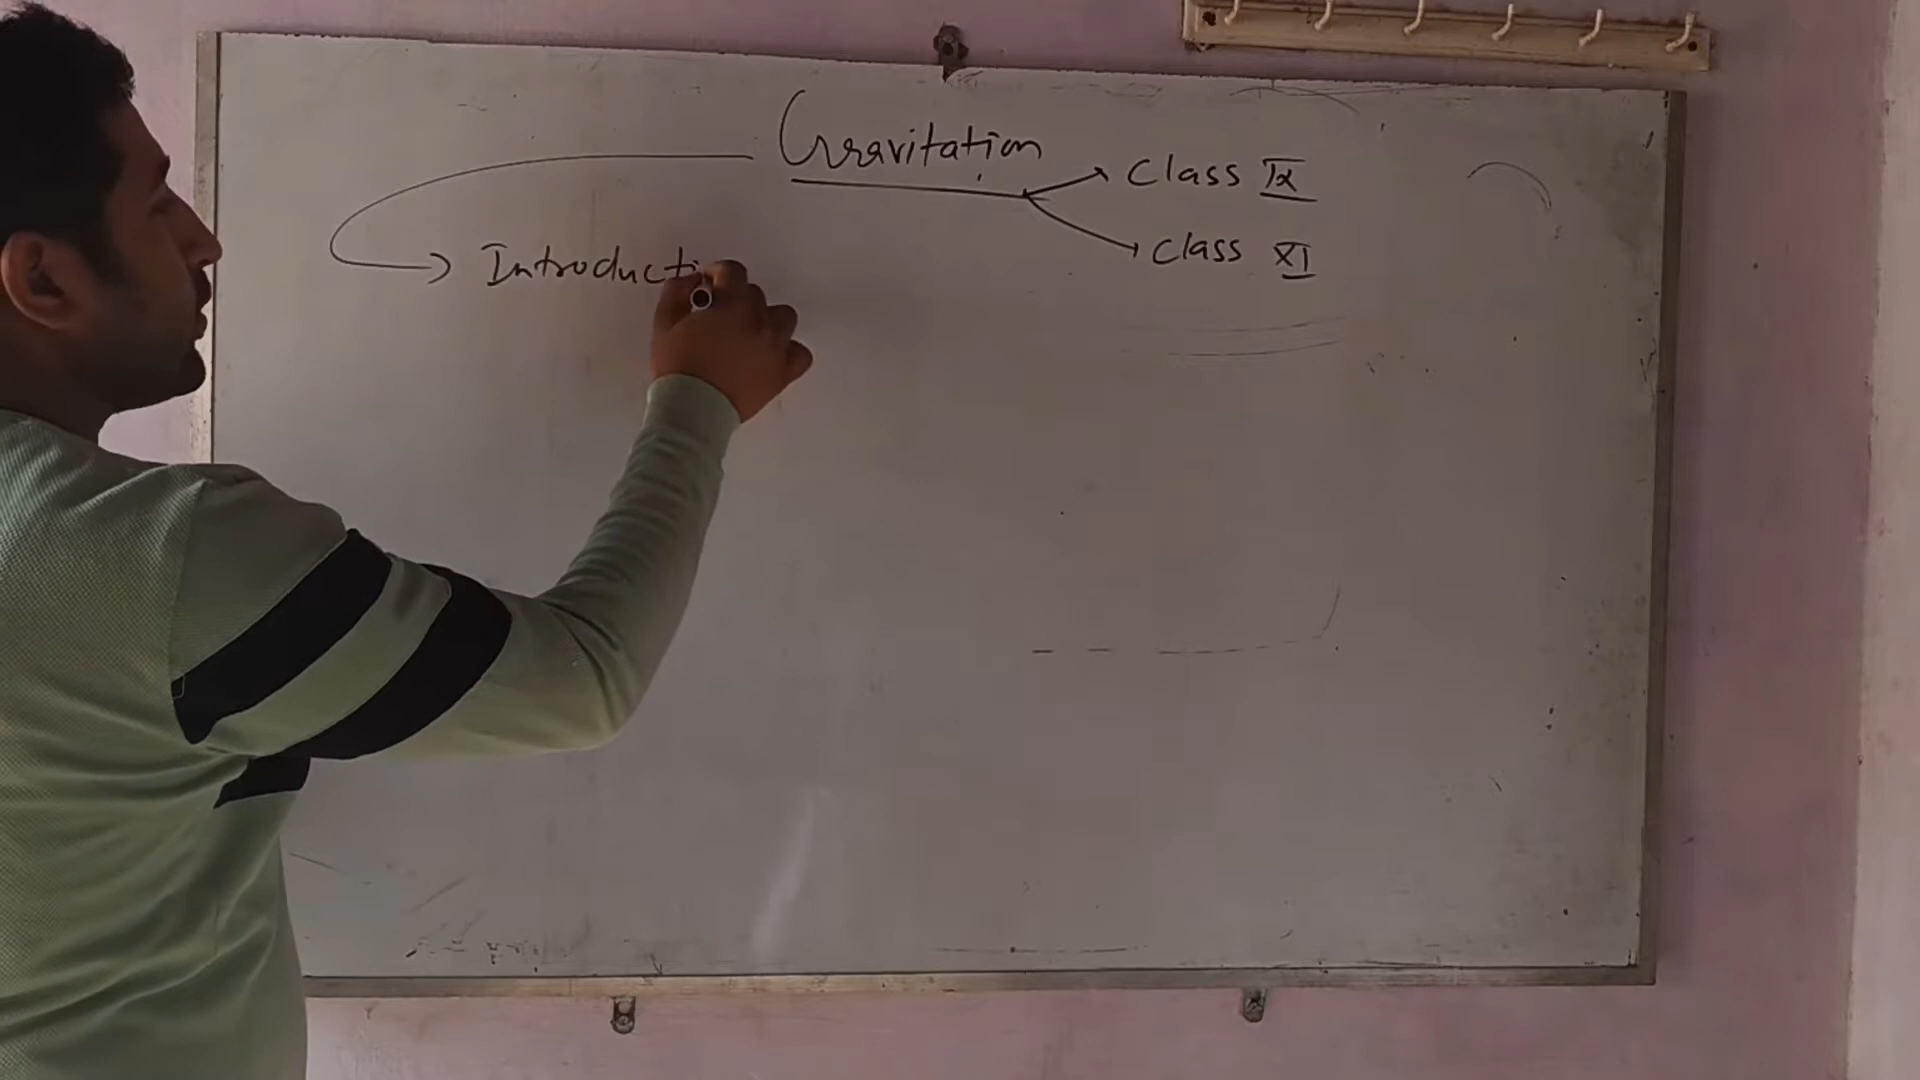 Gravitation
Class IX
→ Introducti
Class XI